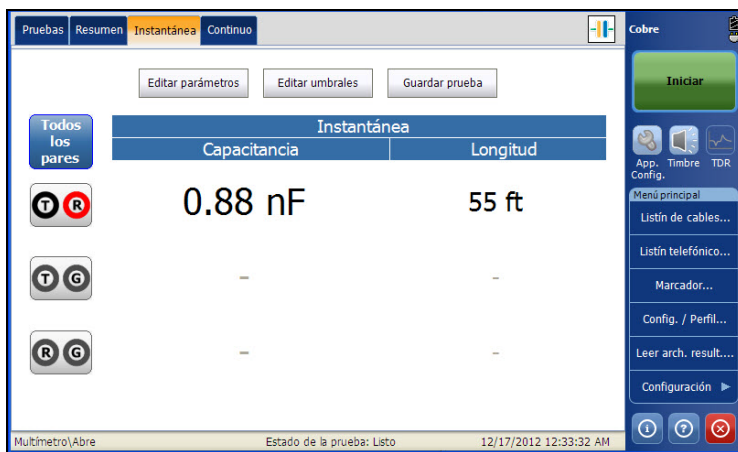 Pruebas Resumen Instantánea Continuo
Cobre
Editar parámetros Editar umbrales Guardar prueba
Iniciar
Todos los pares
Instantánea
Capacitancia Longitud
App. Config. Timbre TDR
T R 0.88 nF 55 ft
T G - -
R G - -
Menú principal
Listín de cables...
Listín telefónico...
Marcador...
Config. / Perfil...
Leer arch. result....
Configuración
Multímetro\Abre Estado de la prueba: Listo 12/17/2012 12:33:32 AM